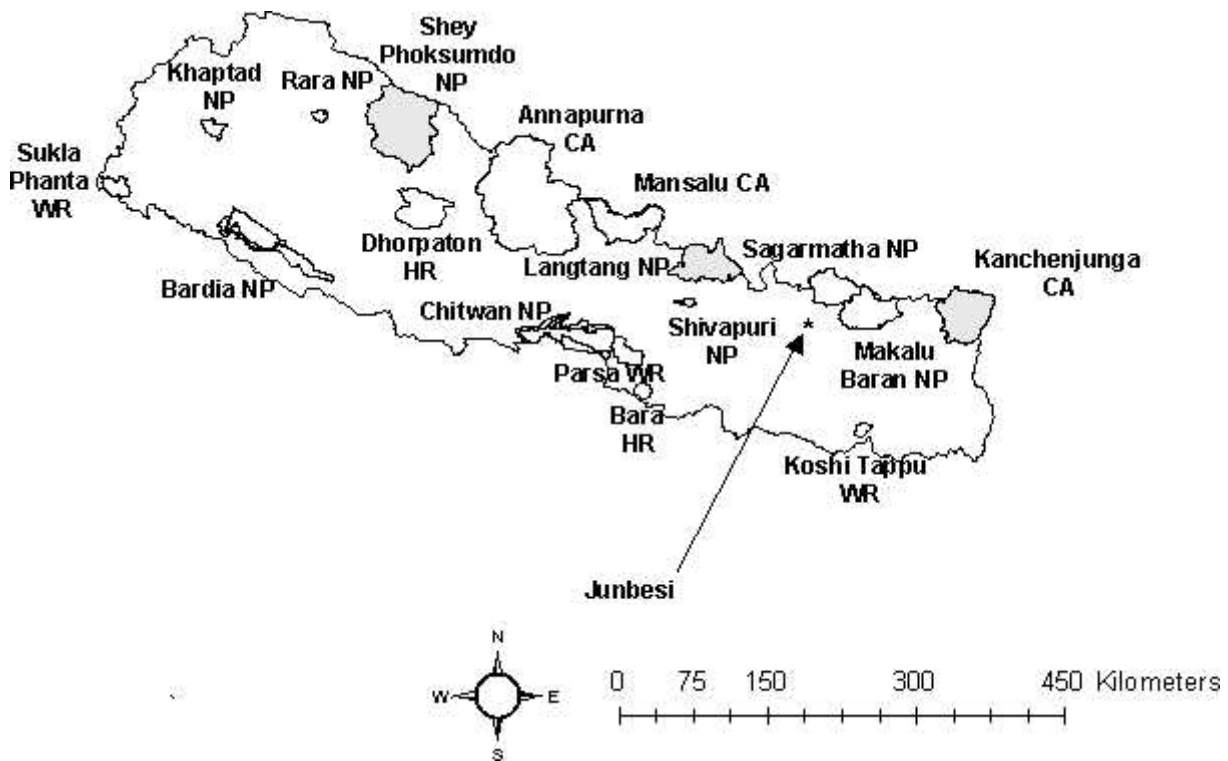 Shey
Phoksumdo
NP
Khaptad
NP
Rara NP
Annapurna
CA
Sukla
Phanta
WR
Mansalu CA
Dhorpaton
HR
Langtang NP
Sagarmatha NP
Kanchenjunga
CA
Bardia NP
Chitwan NP
Shivapuri
NP
Makalu
Baran NP
Parsa WR
Bara
HR
Koshi Tappu
WR
*
Junbesi
N
W E
S
0 75 150 300 450 Kilometers